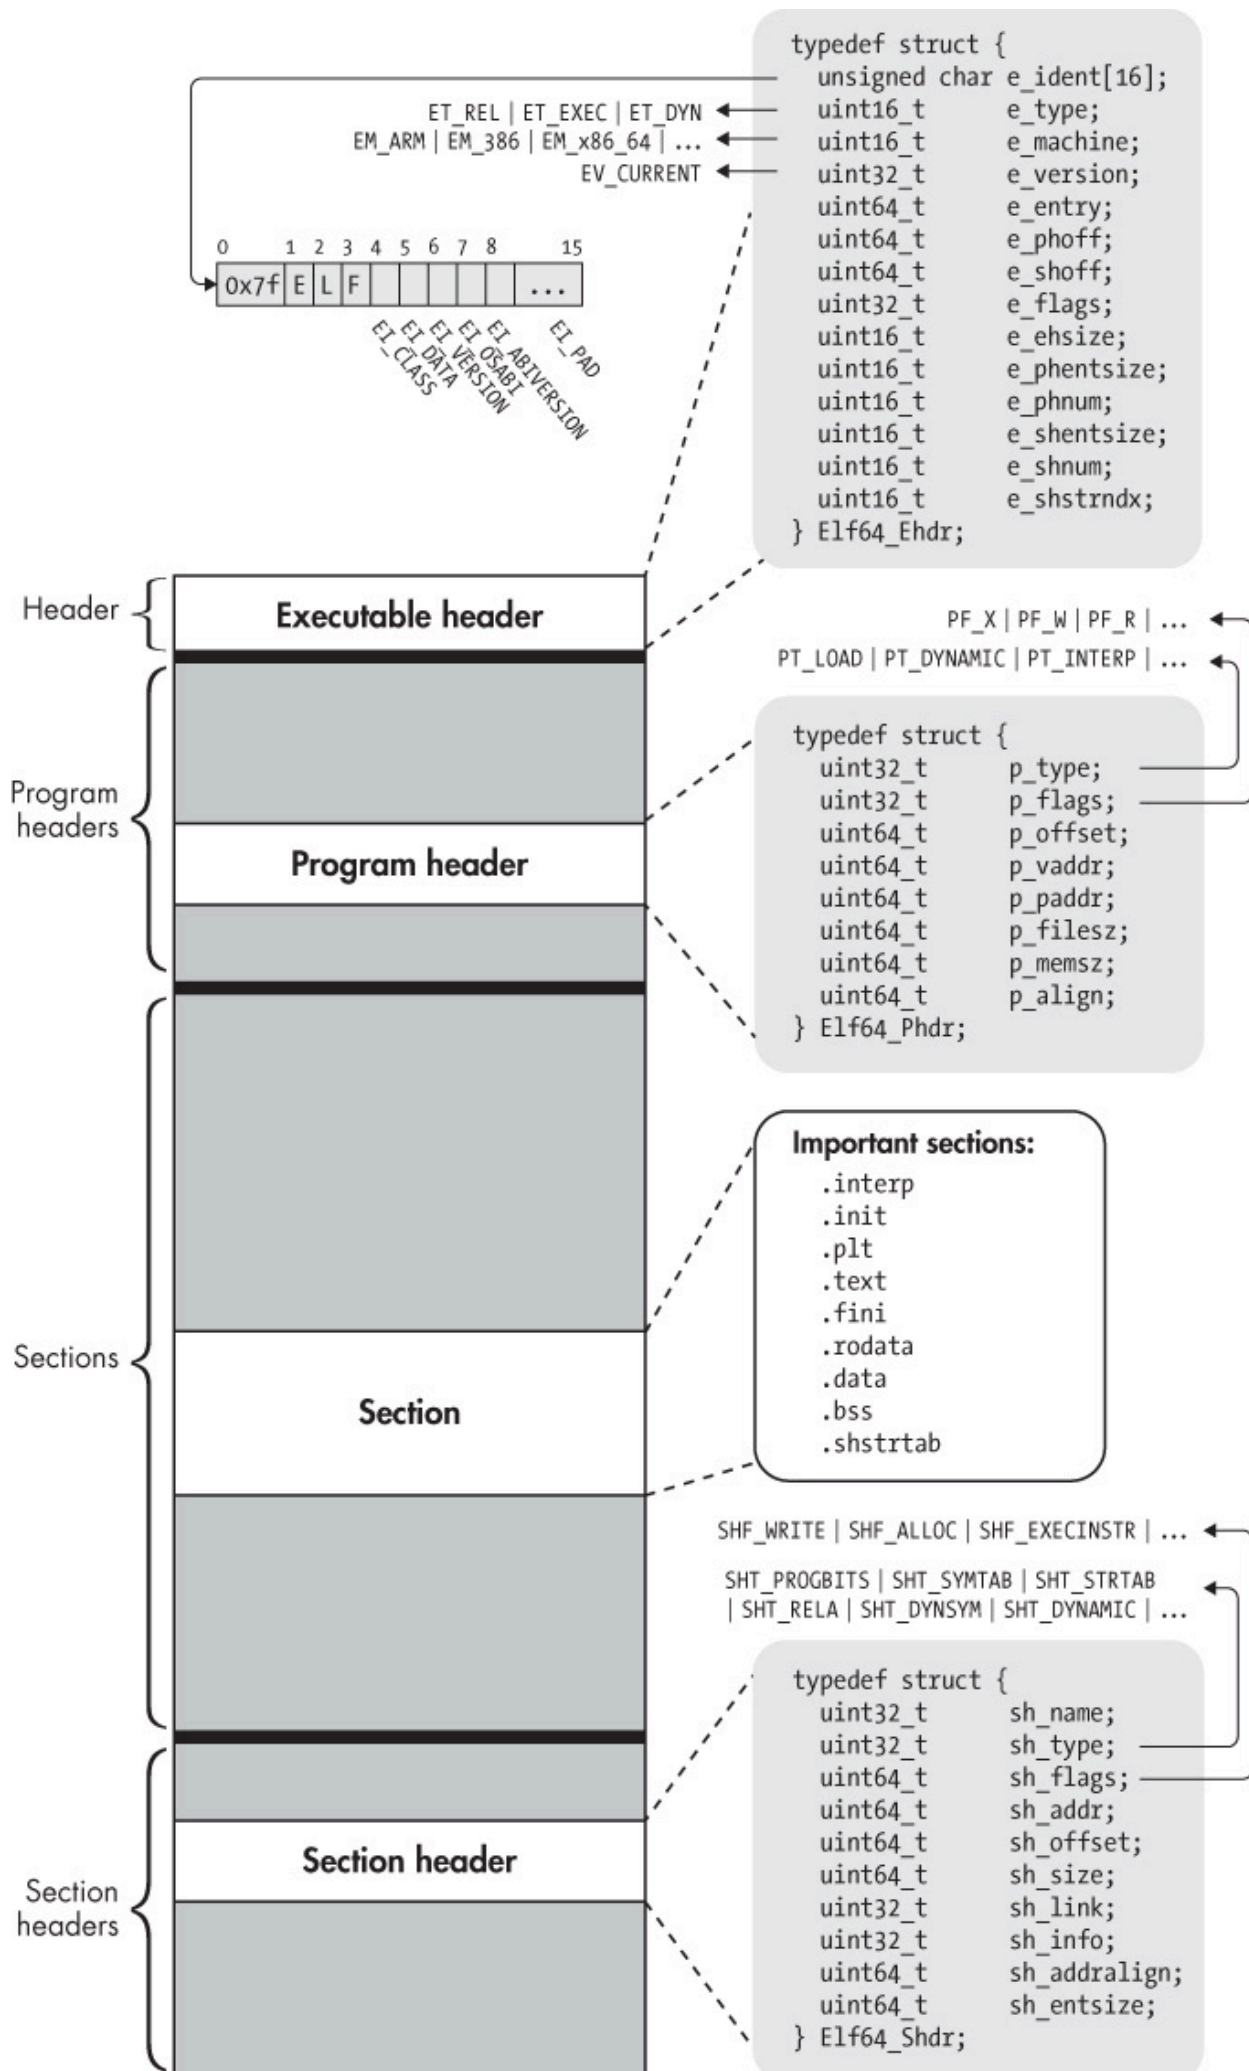 typedef struct {
unsigned char e_ident[16];
uint16_t e_type;
uint16_t e_machine;
uint32_t e_version;
uint64_t e_entry;
uint64_t e_phoff;
uint64_t e_shoff;
uint32_t e_flags;
uint16_t e_ehsize;
uint16_t e_phentsize;
uint16_t e_phnum;
uint16_t e_shentsize;
uint16_t e_shnum;
uint16_t e_shstrndx;
} Elf64_Ehdr;
ET_REL | ET_EXEC | ET_DYN
EM_ARM | EM_386 | EM_x86_64 | ...
EV_CURRENT
0 1 2 3 4 5 6 7 8 15
0x7f E L F ...
EI_CLASS
EI_DATA
EI_VERSION
EI_OSABI
EI_ABIVERSION
EI_PAD
Header
Executable header
Program
headers
Program header
PF_X | PF_W | PF_R | ...
PT_LOAD | PT_DYNAMIC | PT_INTERP | ...
typedef struct {
uint32_t p_type;
uint32_t p_flags;
uint64_t p_offset;
uint64_t p_vaddr;
uint64_t p_paddr;
uint64_t p_filesz;
uint64_t p_memsz;
uint64_t p_align;
} Elf64_Phdr;
Sections
Section
Important sections:
.interp
.init
.plt
.text
.fini
.rodata
.data
.bss
.shstrtab
SHF_WRITE | SHF_ALLOC | SHF_EXECINSTR | ...
SHT_PROGBITS | SHT_SYMTAB | SHT_STRTAB
| SHT_RELA | SHT_DYNSYM | SHT_DYNAMIC | ...
Section
headers
Section header
typedef struct {
uint32_t sh_name;
uint32_t sh_type;
uint64_t sh_flags;
uint64_t sh_addr;
uint64_t sh_offset;
uint64_t sh_size;
uint32_t sh_link;
uint32_t sh_info;
uint64_t sh_addralign;
uint64_t sh_entsize;
} Elf64_Shdr;